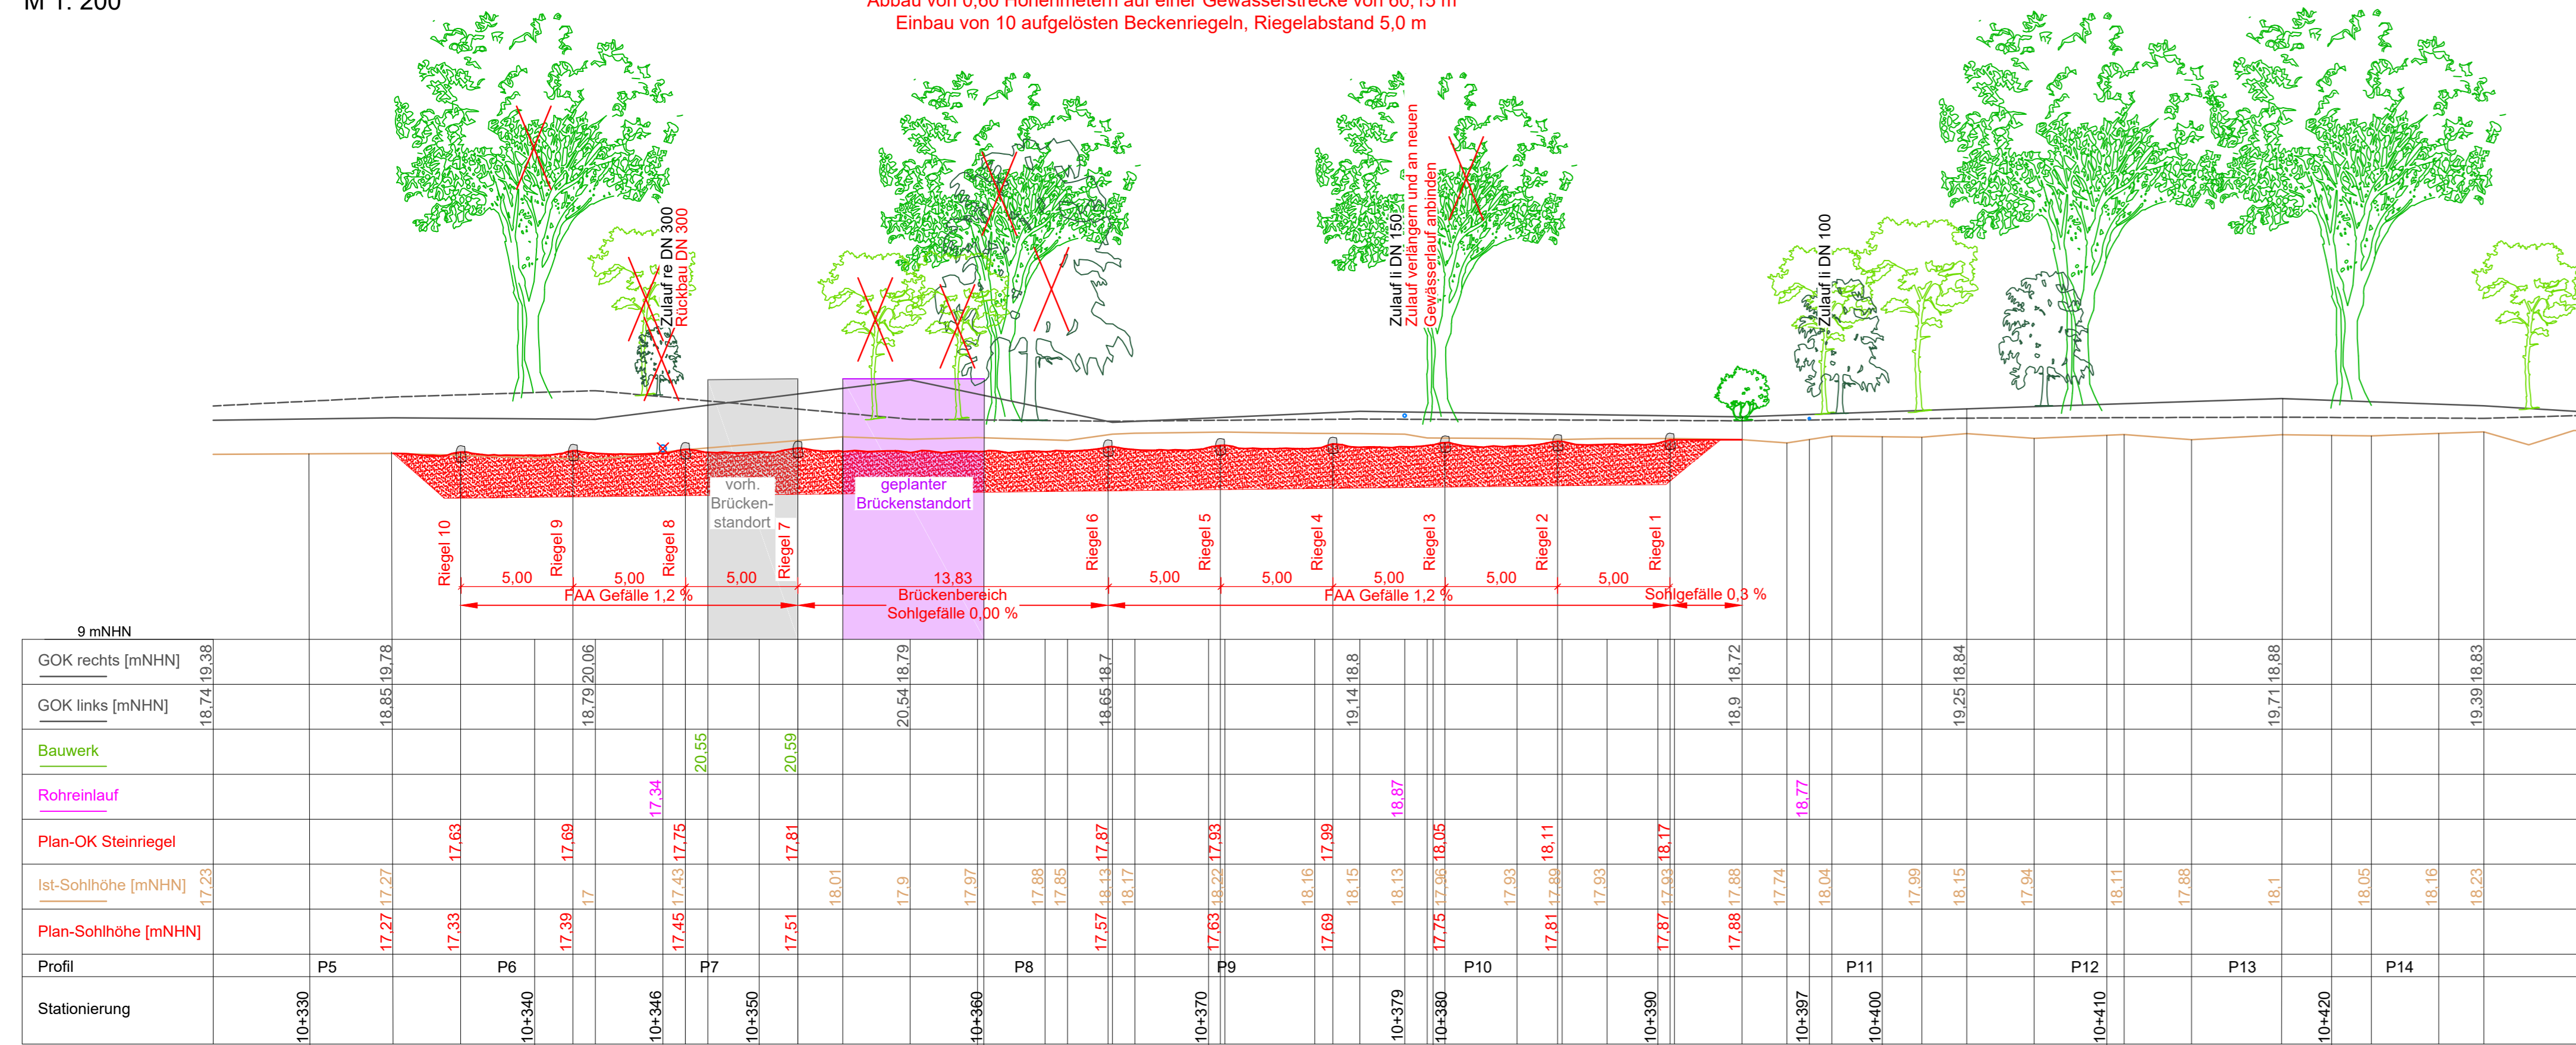 M 1: 200
Abbau von 0,60 Höhenmetern auf einer Gewässerstrecke von 60,15 m
Einbau von 10 aufgelösten Beckenriegeln, Riegelabstand 5,0 m
Zulauf re DN 300
Rückbau DN 300
Zulauf li DN 150
Zulauf verlängern und an neuen
Gewässerlauf anbinden
Zulauf li DN 100
vorh.
Brücken-
standort
geplanter
Brückenstandort
Riegel 10
Riegel 9
Riegel 8
Riegel 7
Riegel 6
Riegel 5
Riegel 4
Riegel 3
Riegel 2
Riegel 1
5,00 5,00 5,00 13,83 5,00 5,00 5,00 5,00 5,00
FAA Gefälle 1,2 %
Brückenbereich
Sohlgefälle 0,00 %
FAA Gefälle 1,2 %
Sohlgefälle 0,3 %
9 mNHN
GOK rechts [mNHN] 19,38 19,78 20,06 18,79 18,7 18,8 18,72 18,84 18,88 18,83
GOK links [mNHN] 18,74 18,85 18,79 20,54 18,65 19,14 18,9 19,25 19,71 19,39
Bauwerk 20,55 20,59
Rohreinlauf 17,34 18,87 18,77
Plan-OK Steinriegel 17,63 17,69 17,75 17,81 17,87 17,93 17,99 18,05 18,11 18,17
Ist-Sohlhöhe [mNHN] 17,23 17,27 17 17,43 18,01 17,9 17,97 17,88 17,85 18,13 18,17 18,22 18,16 18,15 18,13 17,96 17,93 17,89 17,93 17,93 17,88 17,74 18,04 17,99 18,15 17,94 18,11 17,88 18,1 18,05 18,16 18,23
Plan-Sohlhöhe [mNHN] 17,27 17,33 17,39 17,45 17,51 17,57 17,63 17,69 17,75 17,81 17,87 17,88
Profil P5 P6 P7 P8 P9 P10 P11 P12 P13 P14
Stationierung 10+330 10+340 10+346 10+350 10+360 10+370 10+379 10+380 10+390 10+397 10+400 10+410 10+420